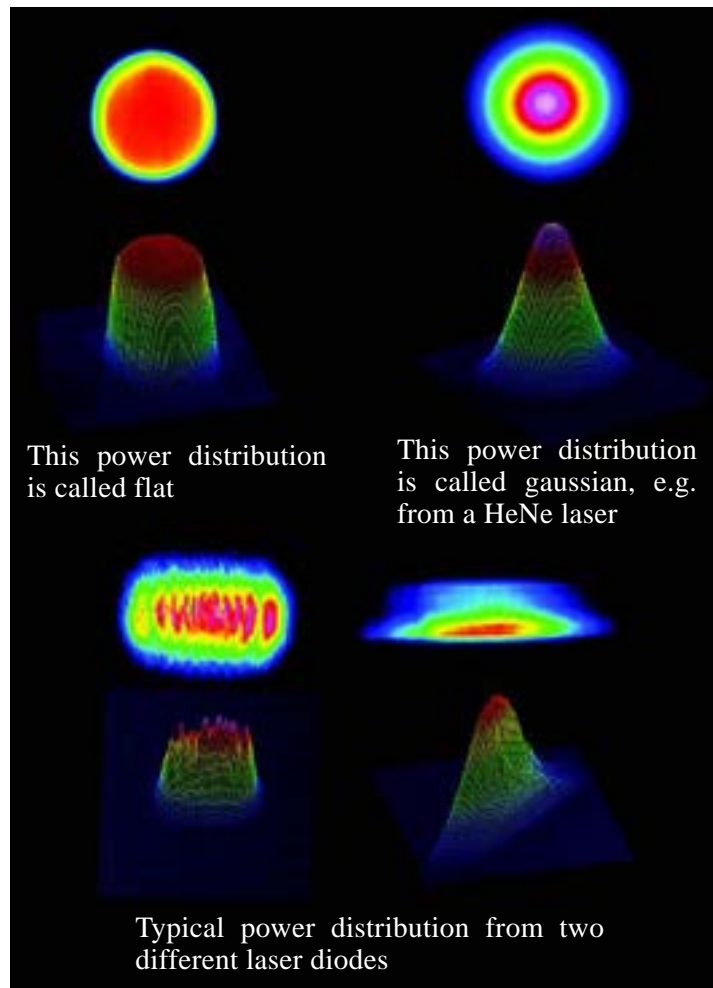 This power distribution
is called flat
This power distribution
is called gaussian, e.g.
from a HeNe laser
Typical power distribution from two
different laser diodes